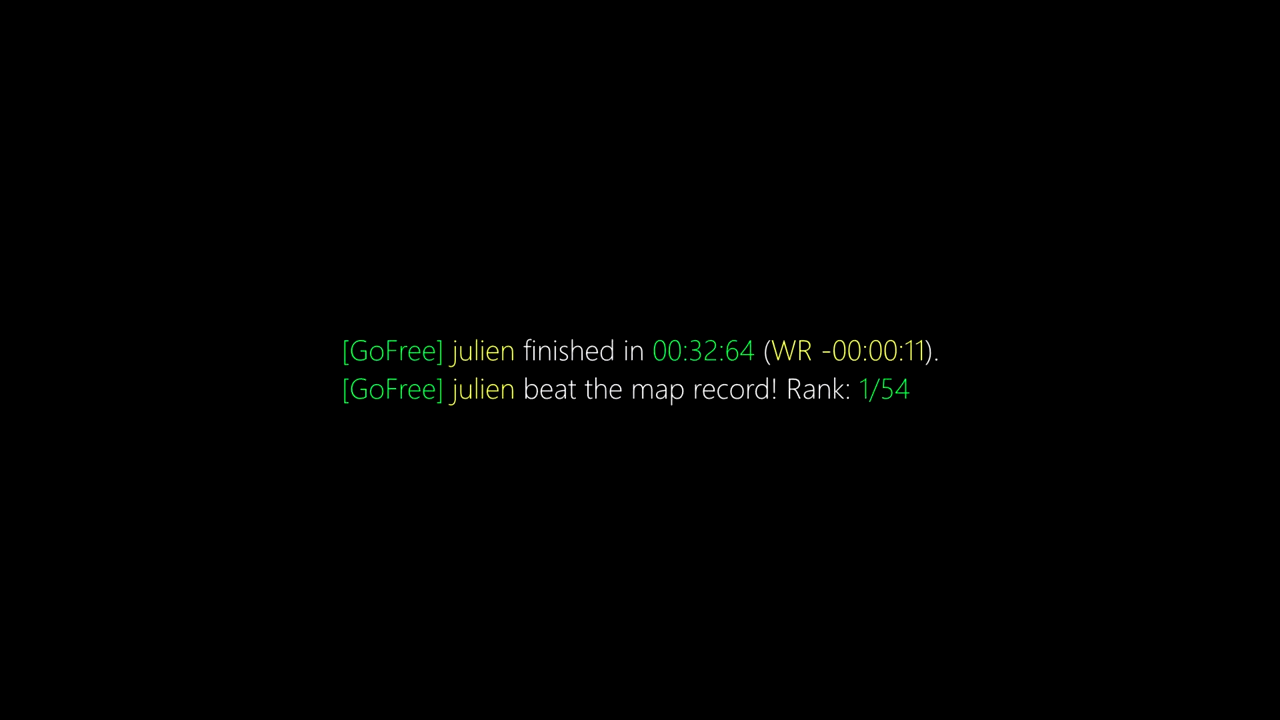 [GoFree] julien finished in 00:32:64 (WR -00:00:11).
[GoFree] julien beat the map record! Rank: 1/54